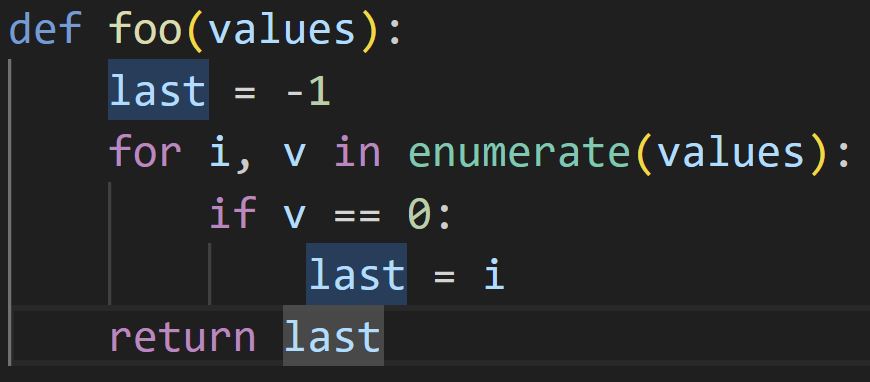 def foo(values):
    last = -1
    for i, v in enumerate(values):
        if v == 0:
            last = i
    return last